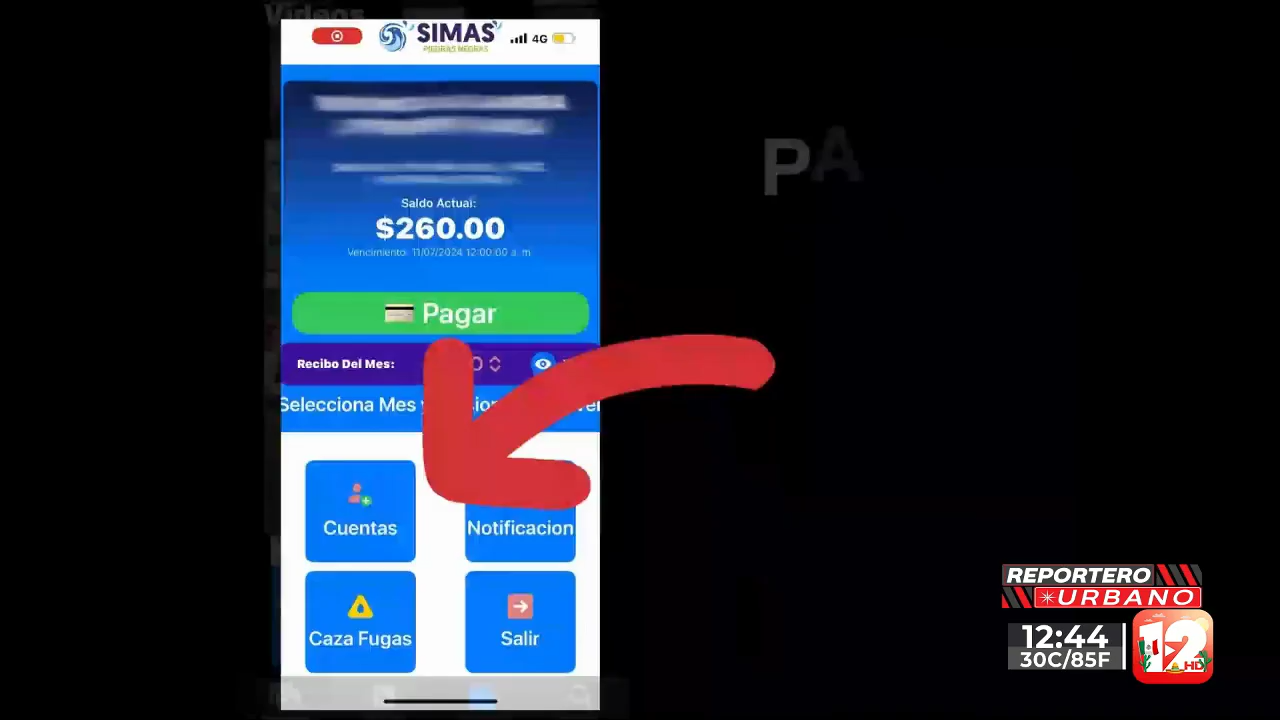 Videos
SIMAS
PIEDRAS NEGRAS
4G
Saldo Actual:
$260.00
Vencimiento: 11/07/2024 12:00:00 a. m
Pagar
Recibo Del Mes:
Selecciona Mes
Cuentas
Notificacion
Caza Fugas
Salir
PA
REPORTERO
URBANO
12:44
30C/85F
12
HD